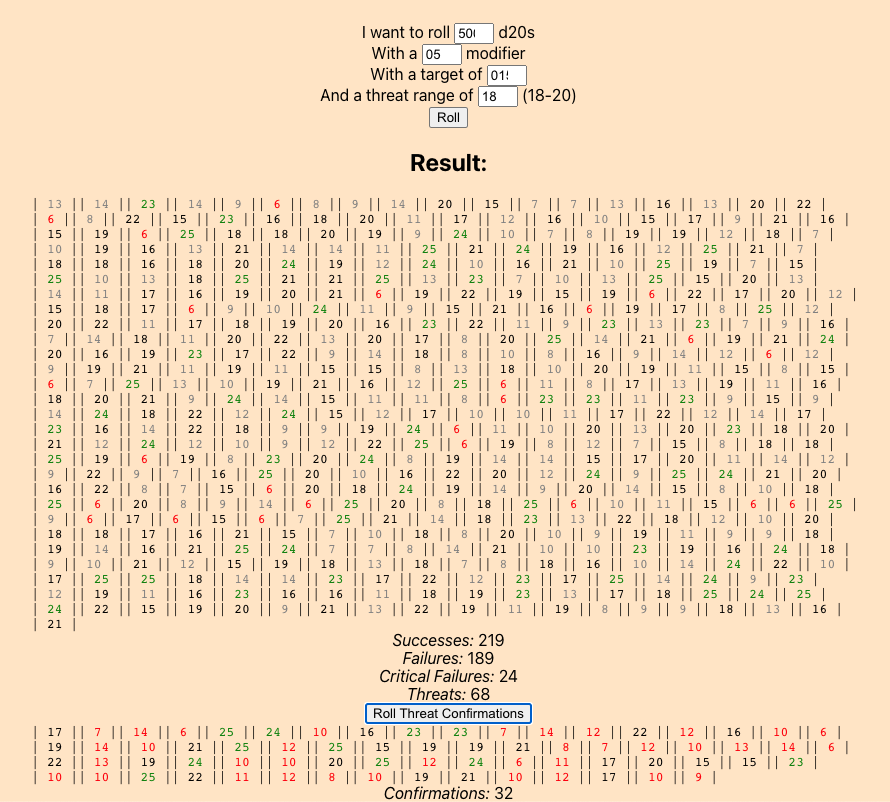 I want to roll 50 d20s
With a 05 modifier
With a target of 01 
And a threat range of 18 (18-20)
Roll
Result:
| 13 || 14 || 23 || 14 || 9 || 6 || 8 || 9 || 14 || 20 || 15 || 7 || 7 || 13 || 16 || 13 || 20 || 22 |
| 6 || 8 || 22 || 15 || 23 || 16 || 18 || 20 || 11 || 17 || 12 || 16 || 10 || 15 || 17 || 9 || 21 || 16 |
| 15 || 19 || 6 || 25 || 18 || 18 || 20 || 19 || 9 || 24 || 10 || 7 || 8 || 19 || 19 || 12 || 18 || 7 |
| 10 || 19 || 16 || 13 || 21 || 14 || 14 || 11 || 25 || 21 || 24 || 19 || 16 || 12 || 25 || 21 || 7 |
| 18 || 18 || 16 || 18 || 20 || 24 || 19 || 12 || 24 || 10 || 16 || 21 || 10 || 25 || 19 || 7 || 15 |
| 25 || 10 || 13 || 18 || 25 || 21 || 21 || 25 || 13 || 23 || 7 || 10 || 13 || 25 || 15 || 20 || 13 |
| 14 || 11 || 17 || 16 || 19 || 20 || 21 || 6 || 19 || 22 || 19 || 15 || 19 || 6 || 22 || 17 || 20 || 12 |
| 15 || 18 || 17 || 6 || 9 || 10 || 24 || 11 || 9 || 15 || 21 || 16 || 6 || 19 || 17 || 8 || 25 || 12 |
| 20 || 22 || 11 || 17 || 18 || 19 || 20 || 16 || 23 || 22 || 11 || 9 || 23 || 13 || 23 || 7 || 9 || 16 |
| 7 || 14 || 18 || 11 || 20 || 22 || 13 || 20 || 17 || 8 || 20 || 25 || 14 || 21 || 6 || 19 || 21 || 24 |
| 20 || 16 || 19 || 23 || 17 || 22 || 9 || 14 || 18 || 8 || 10 || 8 || 16 || 9 || 14 || 12 || 6 || 12 |
| 9 || 19 || 21 || 11 || 19 || 11 || 15 || 15 || 8 || 13 || 18 || 10 || 20 || 19 || 11 || 15 || 8 || 15 |
| 6 || 7 || 25 || 13 || 10 || 19 || 21 || 16 || 12 || 25 || 6 || 11 || 8 || 17 || 13 || 19 || 11 || 16 |
| 18 || 20 || 21 || 9 || 24 || 14 || 15 || 11 || 11 || 8 || 6 || 23 || 23 || 11 || 23 || 9 || 15 || 9 |
| 14 || 24 || 18 || 22 || 12 || 24 || 15 || 12 || 17 || 10 || 10 || 11 || 17 || 22 || 12 || 14 || 17 |
| 23 || 16 || 14 || 22 || 18 || 9 || 9 || 19 || 24 || 6 || 11 || 10 || 20 || 13 || 20 || 23 || 18 || 20 |
| 21 || 12 || 24 || 12 || 10 || 9 || 12 || 22 || 25 || 6 || 19 || 8 || 12 || 7 || 15 || 8 || 18 || 18 |
| 25 || 19 || 6 || 19 || 8 || 23 || 20 || 24 || 8 || 19 || 14 || 14 || 15 || 17 || 20 || 11 || 14 || 12 |
| 9 || 22 || 9 || 7 || 16 || 25 || 20 || 10 || 16 || 22 || 20 || 12 || 24 || 9 || 25 || 24 || 21 || 20 |
| 16 || 22 || 8 || 7 || 15 || 6 || 20 || 18 || 24 || 19 || 14 || 9 || 20 || 14 || 15 || 8 || 10 || 18 |
| 25 || 6 || 20 || 8 || 9 || 14 || 6 || 25 || 20 || 8 || 18 || 25 || 6 || 10 || 11 || 15 || 6 || 6 || 25 |
| 9 || 6 || 17 || 6 || 15 || 6 || 7 || 25 || 21 || 14 || 18 || 23 || 13 || 22 || 18 || 12 || 10 || 20 |
| 18 || 18 || 17 || 16 || 21 || 15 || 7 || 10 || 18 || 8 || 20 || 10 || 9 || 19 || 11 || 9 || 9 || 18 |
| 19 || 14 || 16 || 21 || 25 || 24 || 7 || 7 || 8 || 14 || 21 || 10 || 10 || 23 || 19 || 16 || 24 || 18 |
| 9 || 10 || 21 || 12 || 15 || 19 || 18 || 13 || 18 || 7 || 8 || 18 || 16 || 10 || 14 || 24 || 22 || 10 |
| 17 || 25 || 25 || 18 || 14 || 14 || 23 || 17 || 22 || 12 || 23 || 17 || 25 || 14 || 24 || 9 || 23 |
| 12 || 19 || 11 || 16 || 23 || 16 || 16 || 11 || 18 || 19 || 23 || 13 || 17 || 18 || 25 || 24 || 25 |
| 24 || 22 || 15 || 19 || 20 || 9 || 21 || 13 || 22 || 19 || 11 || 19 || 8 || 9 || 9 || 18 || 13 || 16 |
| 21 |
Successes: 219
Failures: 189
Critical Failures: 24
Threats: 68
Roll Threat Confirmations
| 17 || 7 || 14 || 6 || 25 || 24 || 10 || 16 || 23 || 23 || 7 || 14 || 12 || 22 || 12 || 16 || 10 || 6 |
| 19 || 14 || 10 || 21 || 25 || 12 || 25 || 15 || 19 || 19 || 21 || 8 || 7 || 12 || 10 || 13 || 14 || 6 |
| 22 || 13 || 19 || 24 || 10 || 10 || 20 || 25 || 12 || 24 || 6 || 11 || 17 || 20 || 15 || 15 || 23 |
| 10 || 10 || 25 || 22 || 11 || 12 || 8 || 10 || 19 || 21 || 10 || 12 || 17 || 10 || 9 |
Confirmations: 32